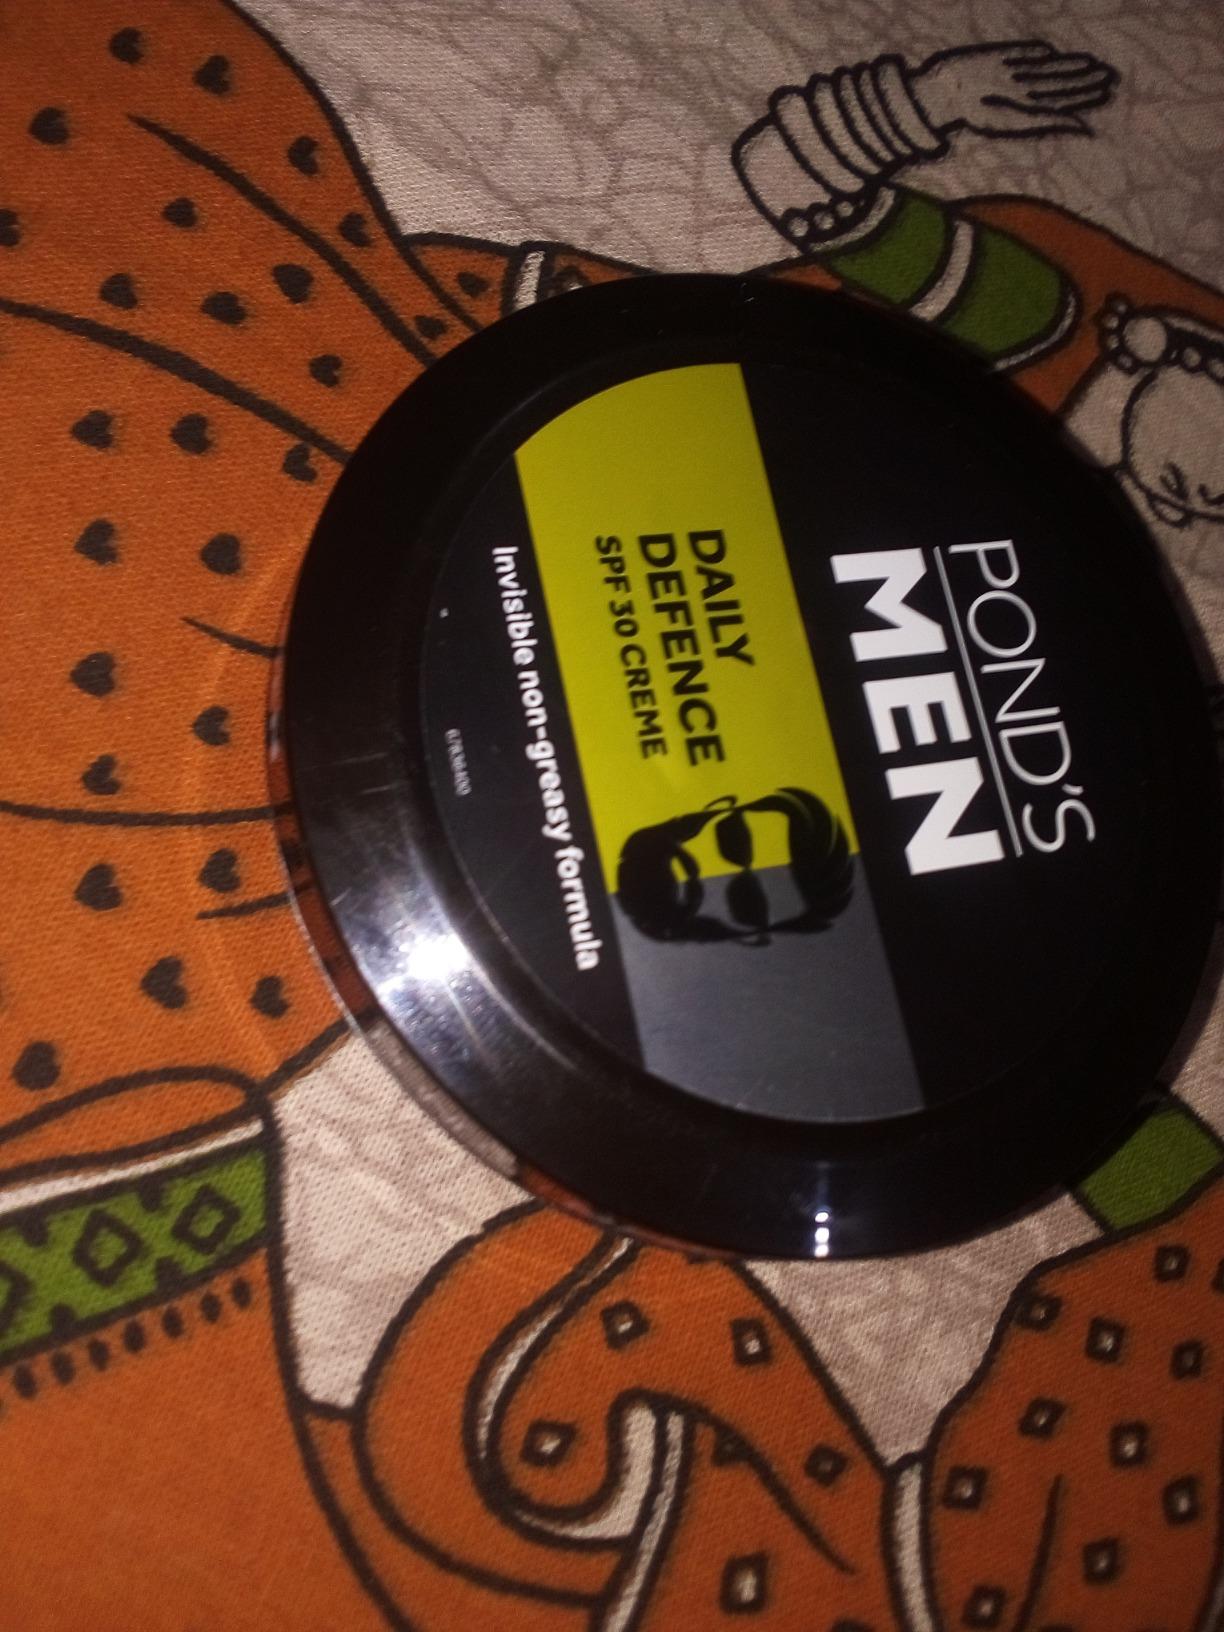 POND'S
MEN
DAILY
DEFENCE
SPF 30 CREME
Invisible non-greasy formula